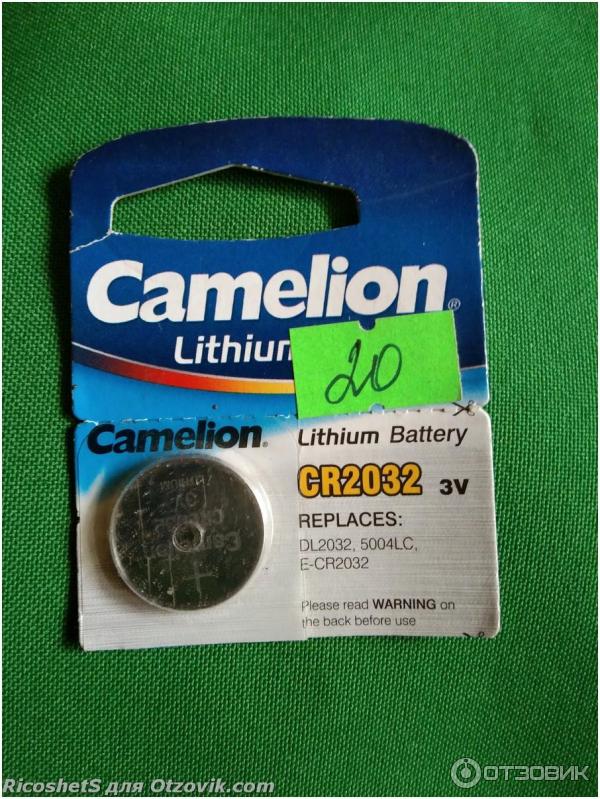 Camelion®
Lithium
20
Camelion®
Lithium Battery
CR2032 3V
REPLACES:
DL2032, 5004LC,
E-CR2032
Please read WARNING on
the back before use
LITHIUM
+
RicoshetS для Otzovik.com
ОТЗОВИК